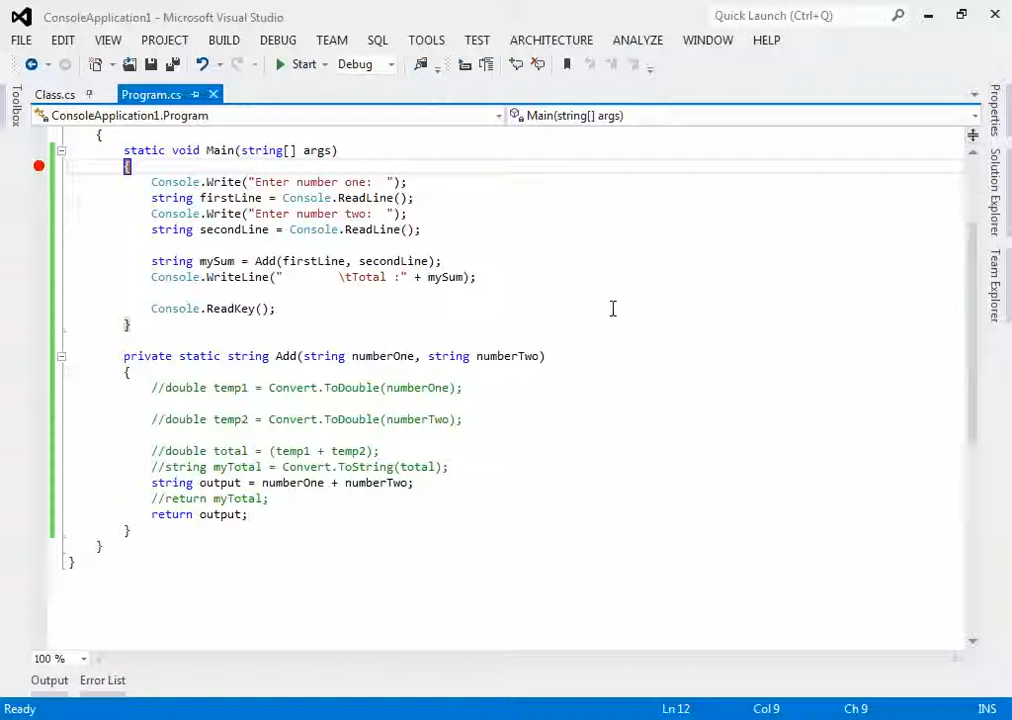 ConsoleApplication1 - Microsoft Visual Studio
Quick Launch (Ctrl+Q)
FILE EDIT VIEW PROJECT BUILD DEBUG TEAM SQL TOOLS TEST ARCHITECTURE ANALYZE WINDOW HELP
Start Debug
Toolbox
Class.cs Program.cs
ConsoleApplication1.Program Main(string[] args)
{
static void Main(string[] args)
{
Console.Write("Enter number one:  ");
string firstLine = Console.ReadLine();
Console.Write("Enter number two:  ");
string secondLine = Console.ReadLine();
string mySum = Add(firstLine, secondLine);
Console.WriteLine("        \tTotal :" + mySum);
Console.ReadKey();
}
private static string Add(string numberOne, string numberTwo)
{
//double temp1 = Convert.ToDouble(numberOne);
//double temp2 = Convert.ToDouble(numberTwo);
//double total = (temp1 + temp2);
//string myTotal = Convert.ToString(total);
string output = numberOne + numberTwo;
//return myTotal;
return output;
}
}
}
Properties
Solution Explorer
Team Explorer
100 %
Output Error List
Ready Ln 12 Col 9 Ch 9 INS